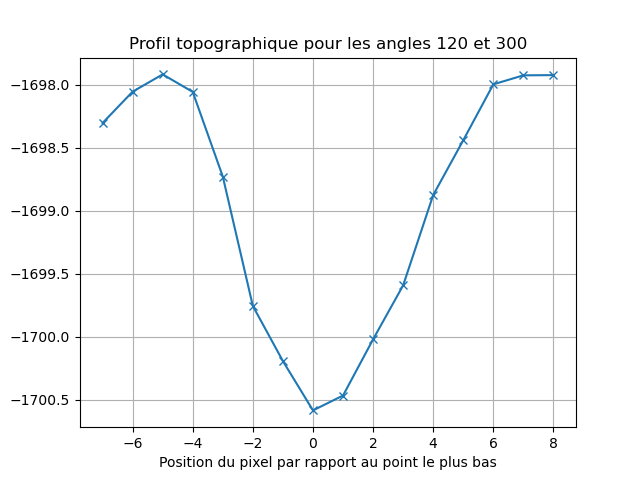 Profil topographique pour les angles 120 et 300
−1698.0
−1698.5
−1699.0
−1699.5
−1700.0
−1700.5
−6 −4 −2 0 2 4 6 8
Position du pixel par rapport au point le plus bas